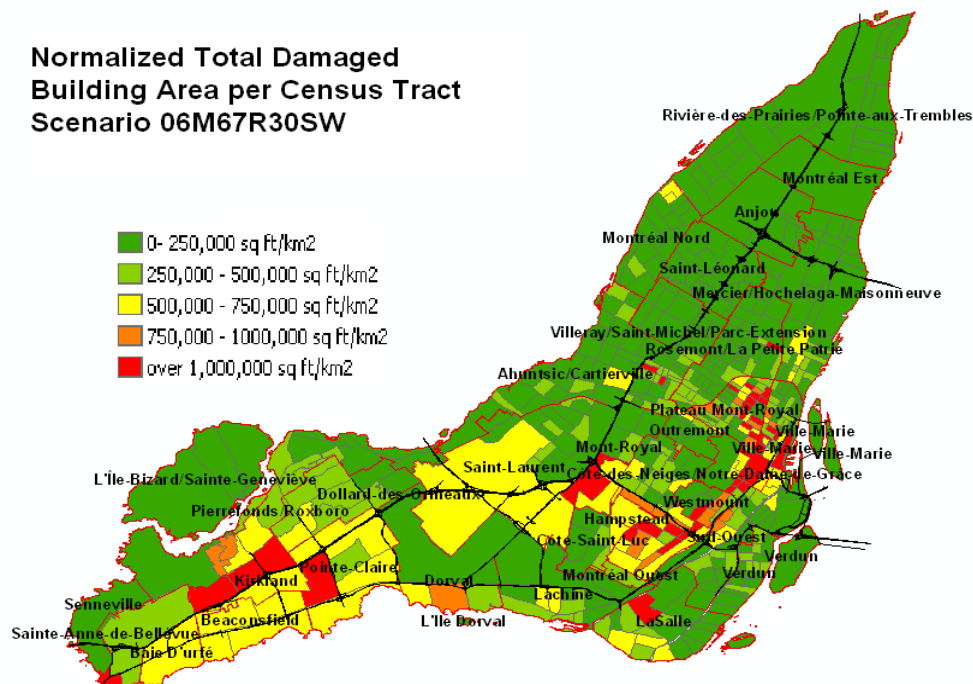 Normalized Total Damaged
Building Area per Census Tract
Scenario 06M67R30SW
0- 250,000 sq ft/km2
250,000 - 500,000 sq ft/km2
500,000 - 750,000 sq ft/km2
750,000 - 1000,000 sq ft/km2
over 1,000,000 sq ft/km2
Rivière-des-Prairies/Pointe-aux-Trembles
Montréal Est
Anjou
Montréal Nord
Saint-Léonard
Mercier/Hochelaga-Maisonneuve
Villeray/Saint-Michel/Parc-Extension
Rosemont/La Petite Patrie
Ahuntsic/Cartierville
Plateau Mont-Royal
Outremont
Ville-Marie
Mont-Royal
Ville-Marie
Ville-Marie
Saint-Laurent
Côte-des-Neiges/Notre-Dame-de-Grâce
L'Île-Bizard/Sainte-Geneviève
Dollard-des-Ormeaux
Westmount
Pierrefonds/Roxboro
Hampstead
Côte-Saint-Luc
Sud-Ouest
Verdun
Pointe-Claire
Montréal Ouest
Verdun
Kirkland
Dorval
Lachine
Senneville
Beaconsfield
L'Ile Dorval
LaSalle
Sainte-Anne-de-Bellevue
Baie D'urfé